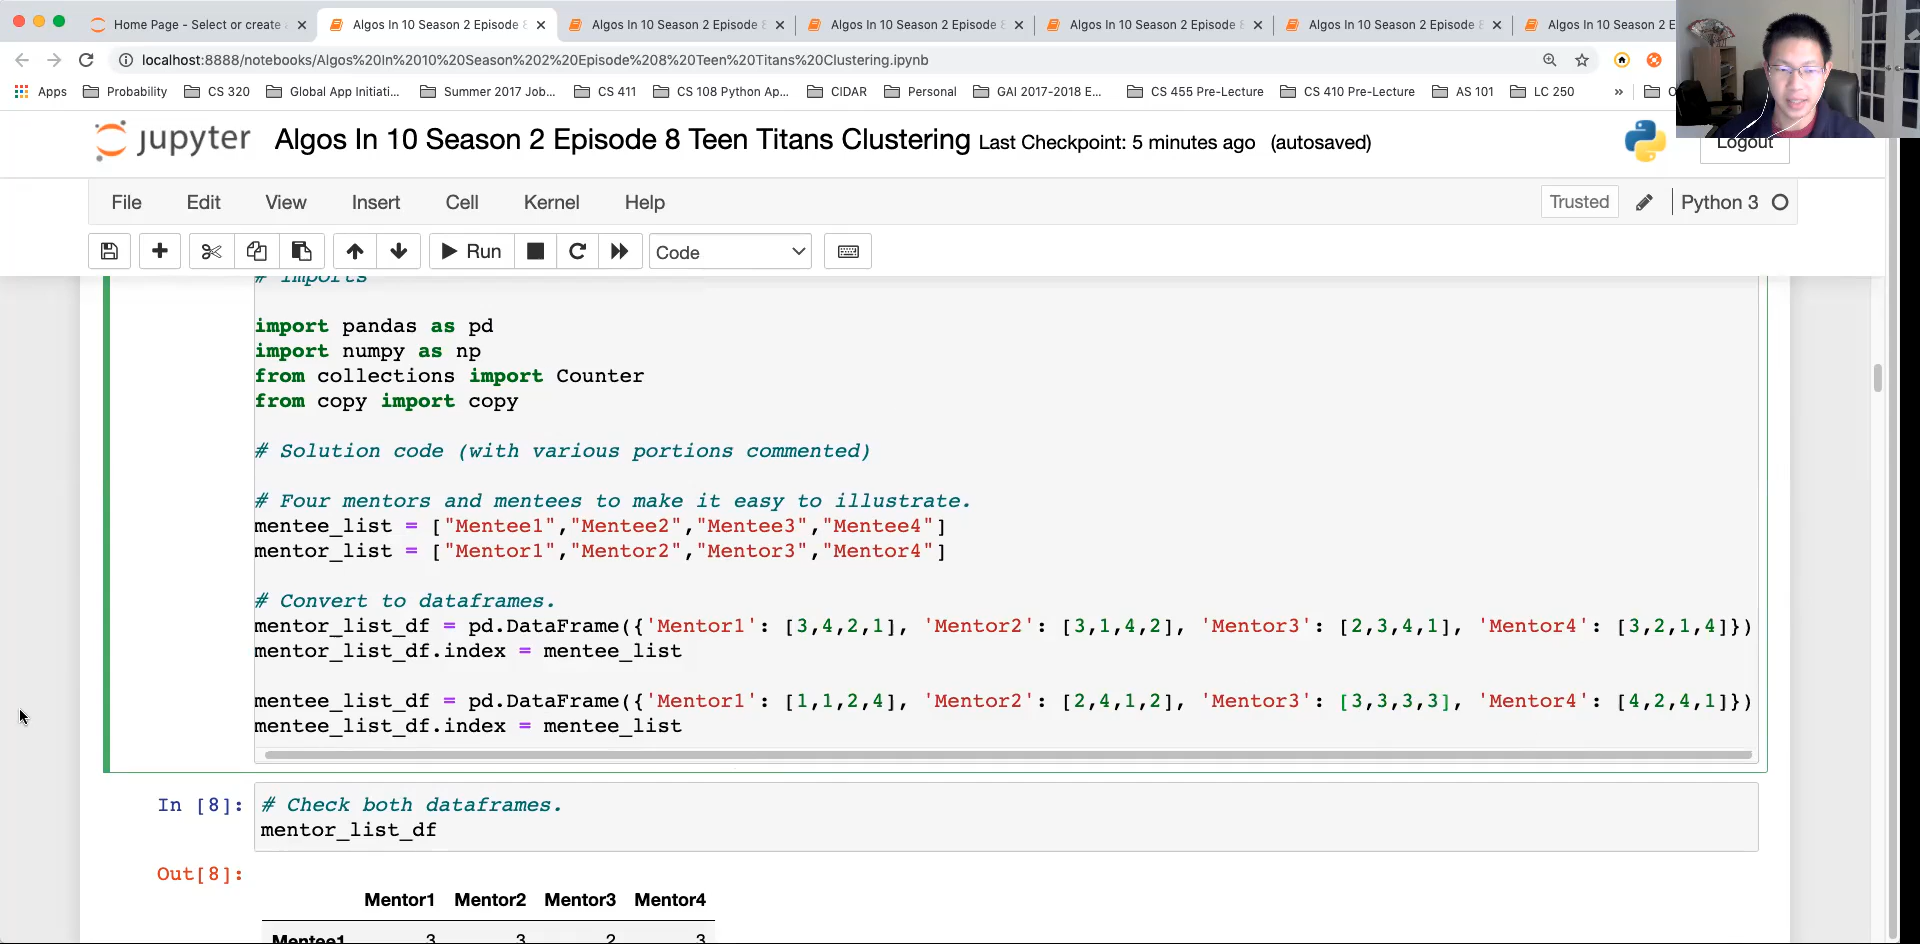 Home Page - Select or create
Algos In 10 Season 2 Episode
Algos In 10 Season 2 Episode
Algos In 10 Season 2 Episode
Algos In 10 Season 2 Episode
Algos In 10 Season 2 Episode
Algos In 10 Season 2 E
localhost:8888/notebooks/Algos%20In%2010%20Season%202%20Episode%208%20Teen%20Titans%20Clustering.ipynb
Apps Probability CS 320 Global App Initiati... Summer 2017 Job... CS 411 CS 108 Python Ap... CIDAR Personal GAI 2017-2018 E... CS 455 Pre-Lecture CS 410 Pre-Lecture AS 101 LC 250 »
jupyter Algos In 10 Season 2 Episode 8 Teen Titans Clustering Last Checkpoint: 5 minutes ago (autosaved)
Logout
File Edit View Insert Cell Kernel Help Trusted Python 3
Run Code
# Imports
import pandas as pd
import numpy as np
from collections import Counter
from copy import copy
# Solution code (with various portions commented)
# Four mentors and mentees to make it easy to illustrate.
mentee_list = ["Mentee1","Mentee2","Mentee3","Mentee4"]
mentor_list = ["Mentor1","Mentor2","Mentor3","Mentor4"]
# Convert to dataframes.
mentor_list_df = pd.DataFrame({'Mentor1': [3,4,2,1], 'Mentor2': [3,1,4,2], 'Mentor3': [2,3,4,1], 'Mentor4': [3,2,1,4]})
mentor_list_df.index = mentee_list
mentee_list_df = pd.DataFrame({'Mentor1': [1,1,2,4], 'Mentor2': [2,4,1,2], 'Mentor3': [3,3,3,3], 'Mentor4': [4,2,4,1]})
mentee_list_df.index = mentee_list
In [8]: # Check both dataframes.
mentor_list_df
Out[8]:
Mentor1 Mentor2 Mentor3 Mentor4
Mentee1 3 3 2 3